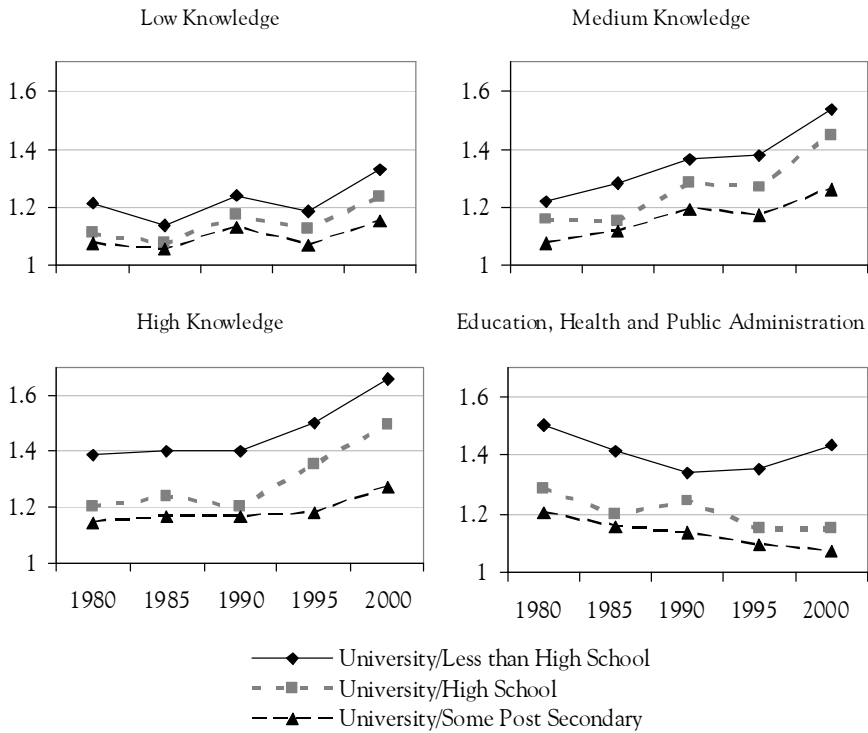 Low Knowledge
Medium Knowledge
1.6
1.4
1.2
1
1.6
1.4
1.2
1
High Knowledge
Education, Health and Public Administration
1.6
1.4
1.2
1
1980 1985 1990 1995 2000
1.6
1.4
1.2
1
1980 1985 1990 1995 2000
University/Less than High School
University/High School
University/Some Post Secondary